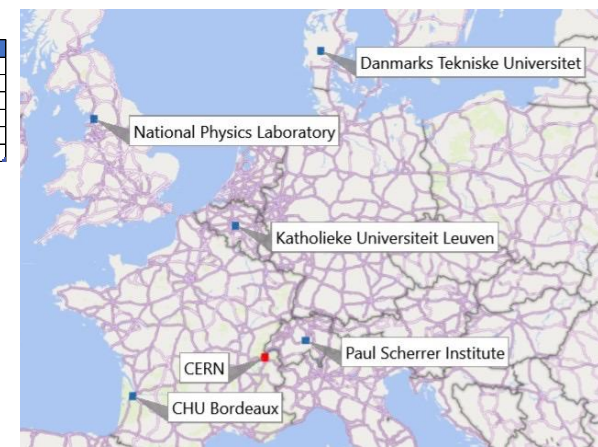 Danmarks Tekniske Universitet
National Physics Laboratory
Katholieke Universiteit Leuven
Paul Scherrer Institute
CERN
CHU Bordeaux